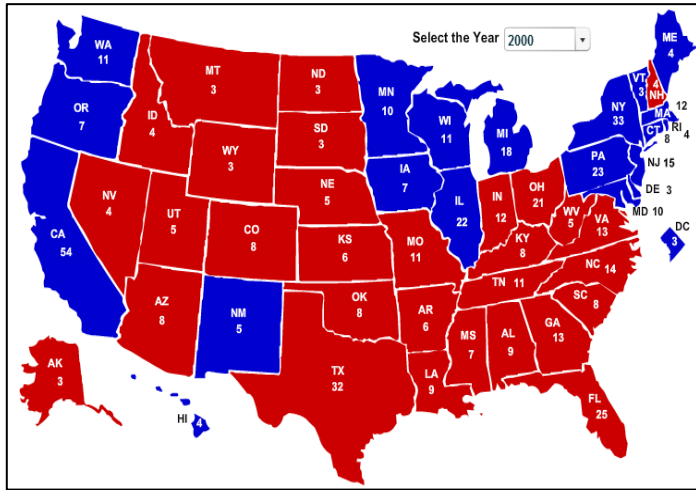 Select the Year 2000
WA
11
OR
7
CA
54
NV
4
ID
4
MT
3
WY
3
UT
5
AZ
8
CO
8
NM
5
ND
3
SD
3
NE
5
KS
6
OK
8
TX
32
MN
10
IA
7
MO
11
AR
6
LA
9
WI
11
IL
22
MI
18
IN
12
OH
21
KY
8
TN 11
MS
7
AL
9
GA
13
FL
25
SC
8
NC 14
VA
13
WV
5
PA
23
NY
33
VT
3
4
NH
ME
4
MA
12
RI 4
CT
8
NJ 15
DE 3
MD 10
DC
3
AK
3
HI 4